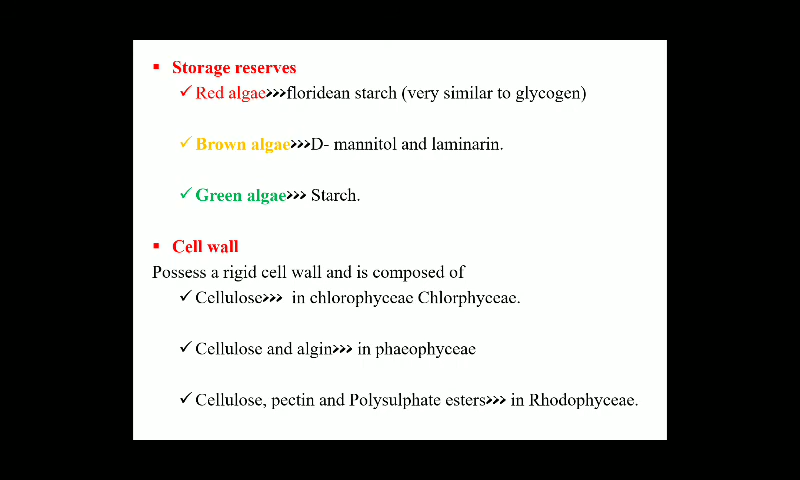 ▪ Storage reserves
✓ Red algae>>>floridean starch (very similar to glycogen)
✓ Brown algae>>>D- mannitol and laminarin.
✓ Green algae>>> Starch.
▪ Cell wall
Possess a rigid cell wall and is composed of
✓ Cellulose>>> in chlorophyceae Chlorphyceae.
✓ Cellulose and algin>>> in phaeophyceae
✓ Cellulose, pectin and Polysulphate esters>>> in Rhodophyceae.